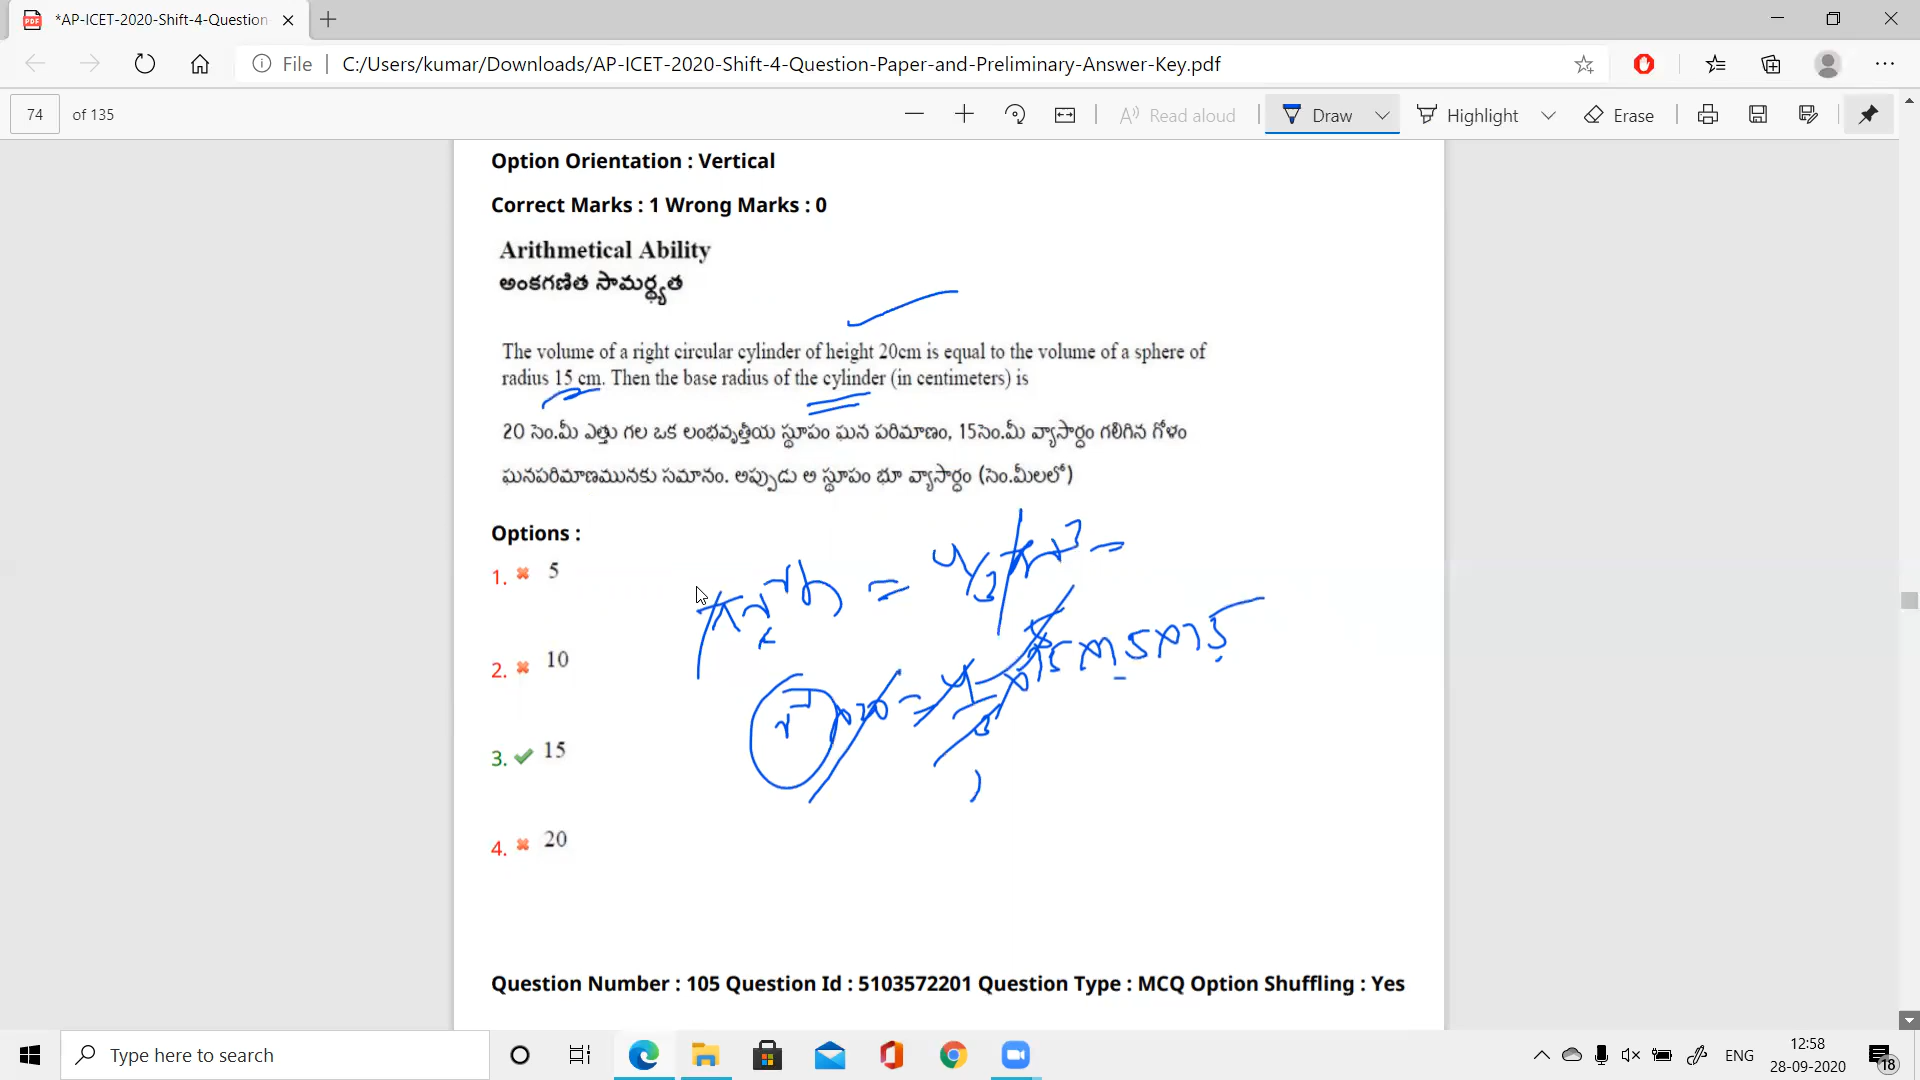 *AP-ICET-2020-Shift-4-Question
File
C:/Users/kumar/Downloads/AP-ICET-2020-Shift-4-Question-Paper-and-Preliminary-Answer-Key.pdf
74 of 135
Read aloud
Draw
Highlight
Erase
Option Orientation : Vertical
Correct Marks : 1 Wrong Marks : 0
Arithmetical Ability
అంకగణిత సామర్థ్యత
The volume of a right circular cylinder of height 20cm is equal to the volume of a sphere of
radius 15 cm. Then the base radius of the cylinder (in centimeters) is
20 సెం.మీ ఎత్తు గల ఒక లంభవృత్తీయ స్థూపం ఘన పరిమాణం, 15సెం.మీ వ్యాసార్ధం గలిగిన గోళం
ఘనపరిమాణమునకు సమానం. అప్పుడు అ స్థూపం భూ వ్యాసార్ధం (సెం.మీలలో)
Options :
1. 5
2. 10
3. 15
4. 20
Question Number : 105 Question Id : 5103572201 Question Type : MCQ Option Shuffling : Yes
Type here to search
ENG
12:58
28-09-2020
18